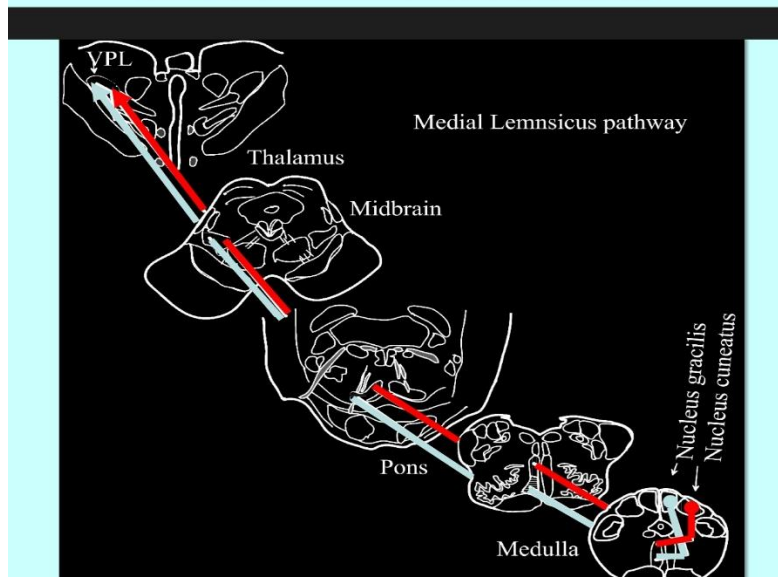 VPL
Medial Lemnsicus pathway
Thalamus
Midbrain
Nucleus gracilis
Nucleus cuneatus
Pons
Medulla